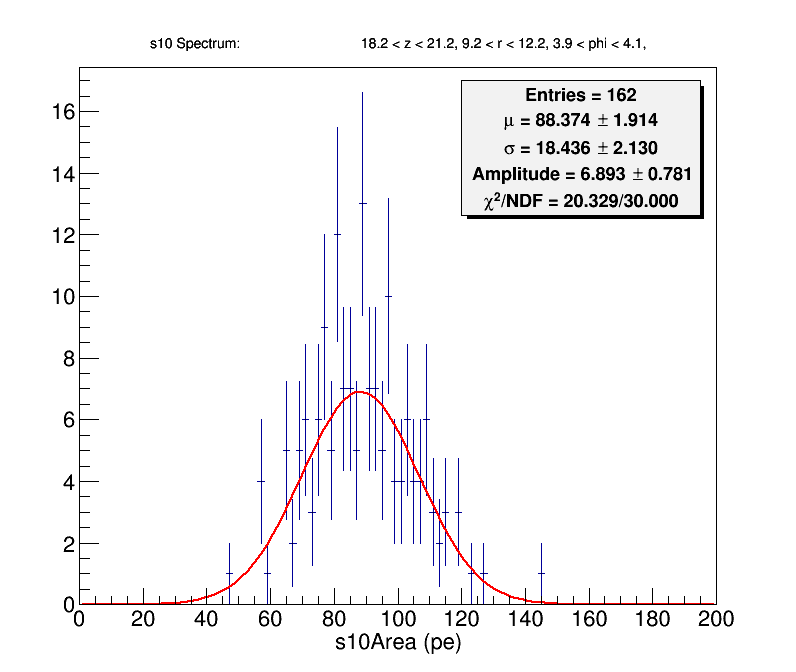 s10 Spectrum: 18.2 < z < 21.2, 9.2 < r < 12.2, 3.9 < phi < 4.1,
Entries = 162
μ = 88.374 ± 1.914
σ = 18.436 ± 2.130
Amplitude = 6.893 ± 0.781
χ²/NDF = 20.329/30.000
16
14
12
10
8
6
4
2
0
0 20 40 60 80 100 120 140 160 180 200
s10Area (pe)